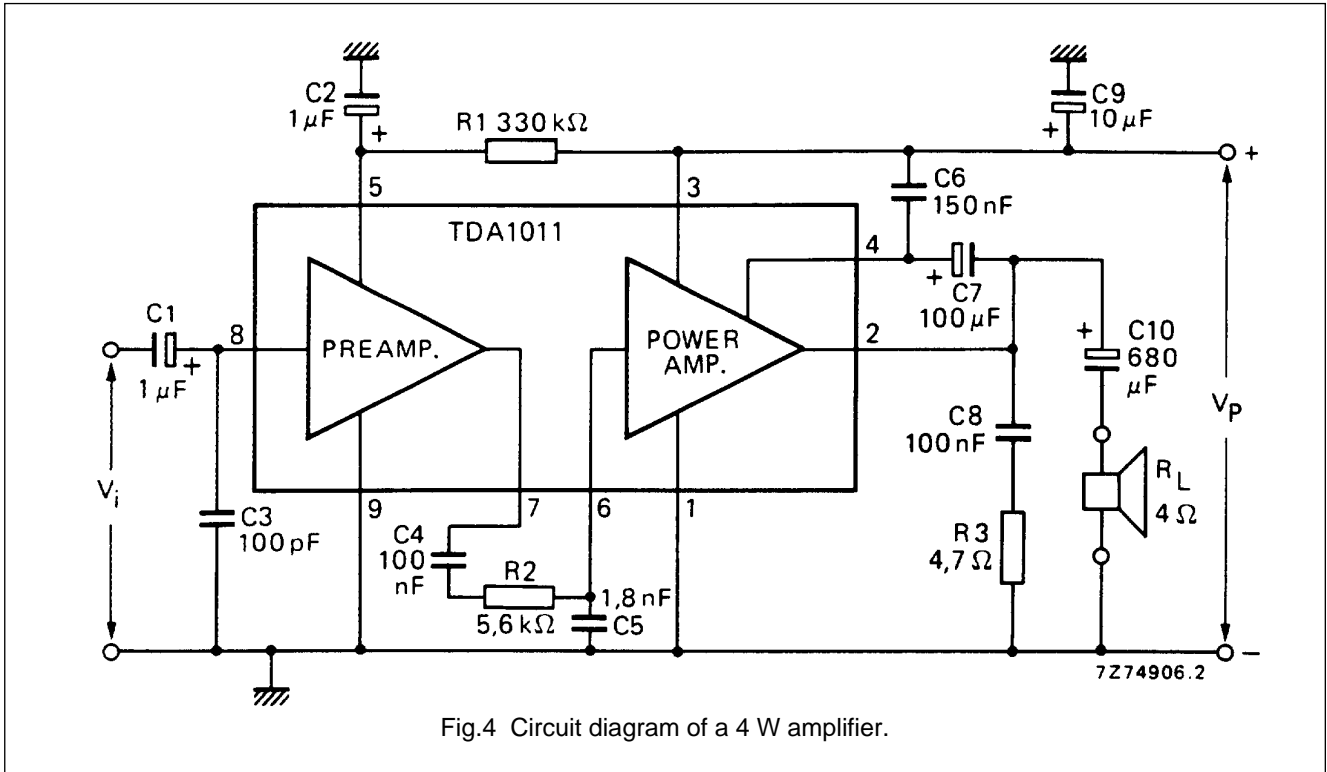 C2
1 µF
+
R1 330 kΩ
+
C9
10 µF
+
5
3
C6
150 nF
TDA1011
4
+
C7
100 µF
C1
+
1 µF
8
PREAMP.
POWER
AMP.
2
+
C10
680
µF
V_P
C8
100 nF
V_i
R_L
4 Ω
9
7
6
1
C3
100 pF
C4
100
nF
R2
5,6 kΩ
1,8 nF
C5
R3
4,7 Ω
–
7Z74906.2
Fig.4 Circuit diagram of a 4 W amplifier.